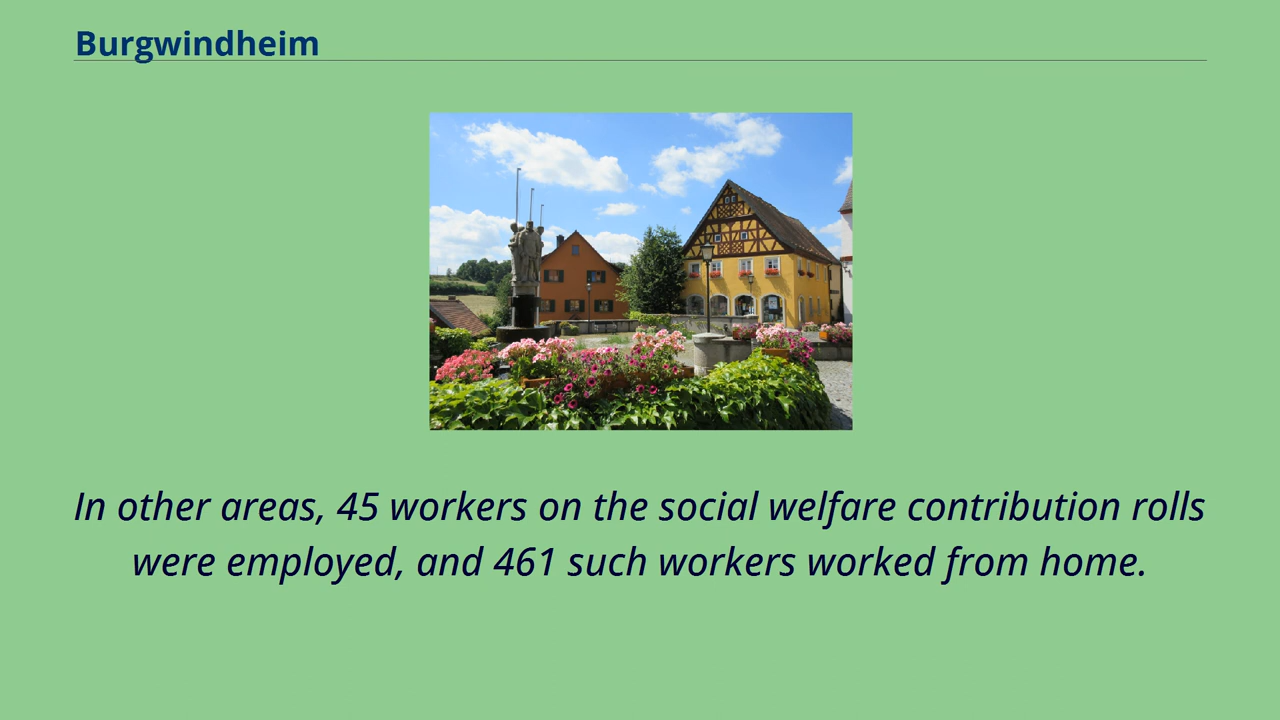 Burgwindheim
In other areas, 45 workers on the social welfare contribution rolls
were employed, and 461 such workers worked from home.